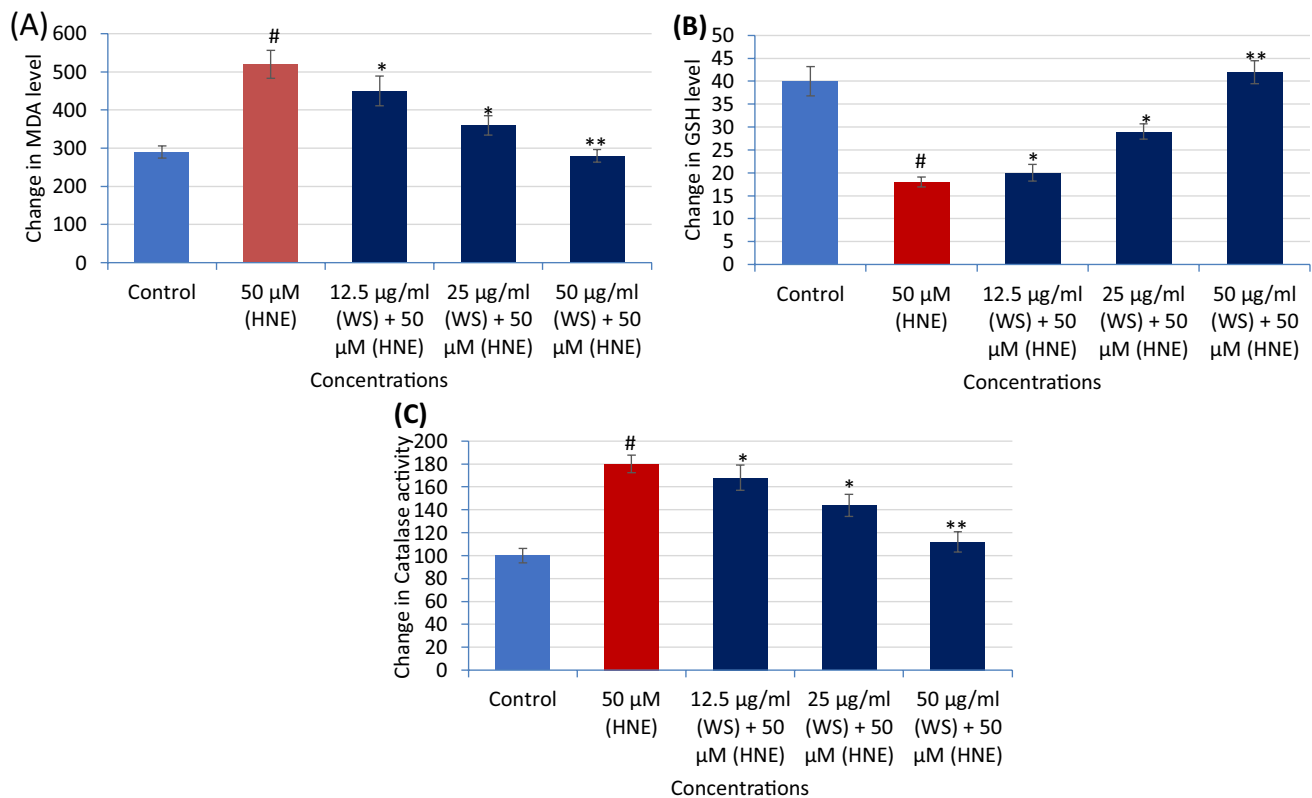 (A)
600
500
400
300
200
100
0
Change in MDA level
#
*
*
**
Control
50 µM
(HNE)
12.5 µg/ml
(WS) + 50
µM (HNE)
25 µg/ml
(WS) + 50
µM (HNE)
50 µg/ml
(WS) + 50
µM (HNE)
Concentrations
(B)
50
45
40
35
30
25
20
15
10
5
0
Change in GSH level
#
*
*
**
Control
50 µM
(HNE)
12.5 µg/ml
(WS) + 50
µM (HNE)
25 µg/ml
(WS) + 50
µM (HNE)
50 µg/ml
(WS) + 50
µM (HNE)
Concentrations
(C)
200
180
160
140
120
100
80
60
40
20
0
Change in Catalase activity
#
*
*
**
Control
50 µM
(HNE)
12.5 µg/ml
(WS) + 50
µM (HNE)
25 µg/ml
(WS) + 50
µM (HNE)
50 µg/ml
(WS) + 50
µM (HNE)
Concentrations